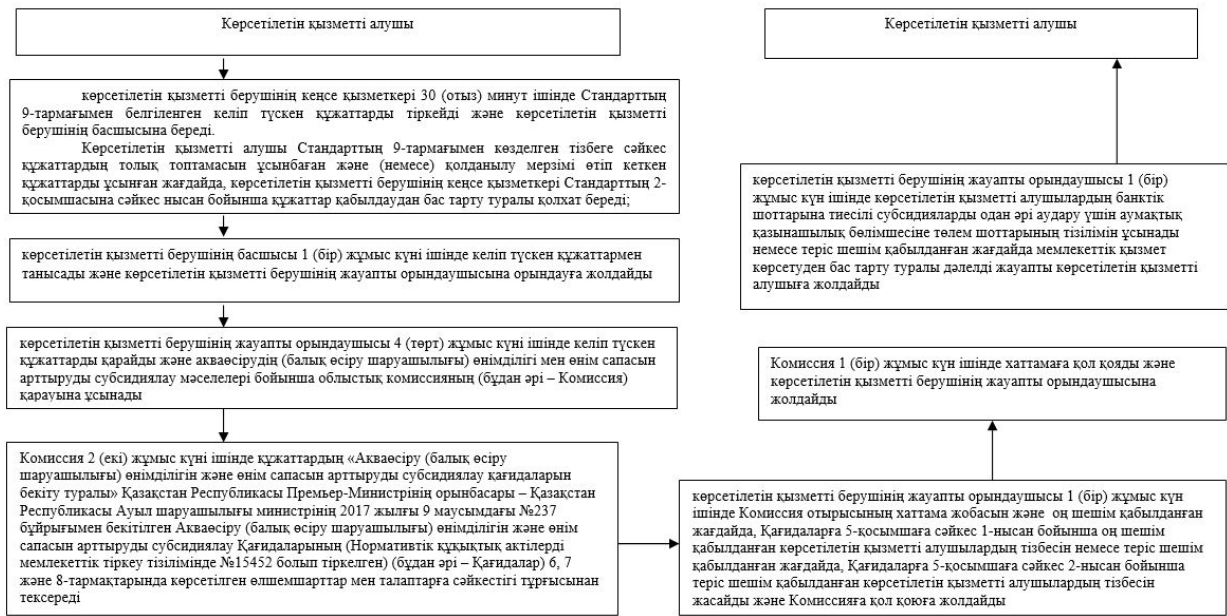 Көрсетілетін қызметті алушы
көрсетілетін қызметті берушінің кеңсе қызметкері 30 (отыз) минут ішінде Стандарттың
9-тармағымен белгіленген келіп түскен құжаттарды тіркейді және көрсетілетін қызметті
берушінің басшысына береді.
Көрсетілетін қызметті алушы Стандарттың 9-тармағымен көзделген тізбеге сәйкес
құжаттардың толық топтамасын ұсынбаған және (немесе) қолданылу мерзімі өтіп кеткен
құжаттарды ұсынған жағдайда, көрсетілетін қызметті берушінің кеңсе қызметкері Стандарттың 2-
қосымшасына сәйкес нысан бойынша құжаттар қабылдаудан бас тарту туралы қолхат береді;
көрсетілетін қызметті берушінің басшысы 1 (бір) жұмыс күні ішінде келіп түскен құжаттармен
танысады және көрсетілетін қызметті берушінің жауапты орындаушысына орындауға жолдайды
көрсетілетін қызметті берушінің жауапты орындаушысы 4 (төрт) жұмыс күні ішінде келіп түскен
құжаттарды қарайды және акваөсірудің (балық өсіру шаруашылығы) өнімділігі мен өнім сапасын
арттыруды субсидиялау мәселелері бойынша облыстық комиссияның (бұдан әрі – Комиссия)
қарауына ұсынады
Комиссия 2 (екі) жұмыс күні ішінде құжаттардың «Акваөсіру (балық өсіру
шаруашылығы) өнімділігін және өнім сапасын арттыруды субсидиялау қағидаларын
бекіту туралы» Қазақстан Республикасы Премьер-Министрінің орынбасары – Қазақстан
Республикасы Ауыл шаруашылығы министрінің 2017 жылғы 9 маусымдағы №237
бұйрығымен бекітілген Акваөсіру (балық өсіру шаруашылығы) өнімділігін және өнім
сапасын арттыруды субсидиялау Қағидаларының (Нормативтік құқықтық актілерді
мемлекеттік тіркеу тізілімінде №15452 болып тіркелген) (бұдан әрі – Қағидалар) 6, 7
және 8-тармақтарында көрсетілген өлшемшарттар мен талаптарға сәйкестігі тұрғысынан
тексереді
көрсетілетін қызметті берушінің жауапты орындаушысы 1 (бір) жұмыс күн
ішінде Комиссия отырысының хаттама жобасын және оң шешім қабылданған
жағдайда, Қағидаларға 5-қосымшаға сәйкес 1-нысан бойынша оң шешім
қабылданған көрсетілетін қызметті алушылардың тізбесін немесе теріс шешім
қабылданған жағдайда, Қағидаларға 5-қосымшаға сәйкес 2-нысан бойынша
теріс шешім қабылданған көрсетілетін қызметті алушылардың тізбесін
жасайды және Комиссияға қол қоюға жолдайды
Комиссия 1 (бір) жұмыс күн ішінде хаттамаға қол қояды және
көрсетілетін қызметті берушінің жауапты орындаушысына
жолдайды
көрсетілетін қызметті берушінің жауапты орындаушысы 1 (бір)
жұмыс күн ішінде көрсетілетін қызметті алушылардың банктік
шоттарына тиесілі субсидияларды одан әрі аудару үшін аумақтық
қазынашылық бөлімшесіне төлем шоттарының тізілімін ұсынады
немесе теріс шешім қабылданған жағдайда мемлекеттік қызмет
көрсетуден бас тарту туралы дәлелді жауапты көрсетілетін қызметті
алушыға жолдайды
Көрсетілетін қызметті алушы